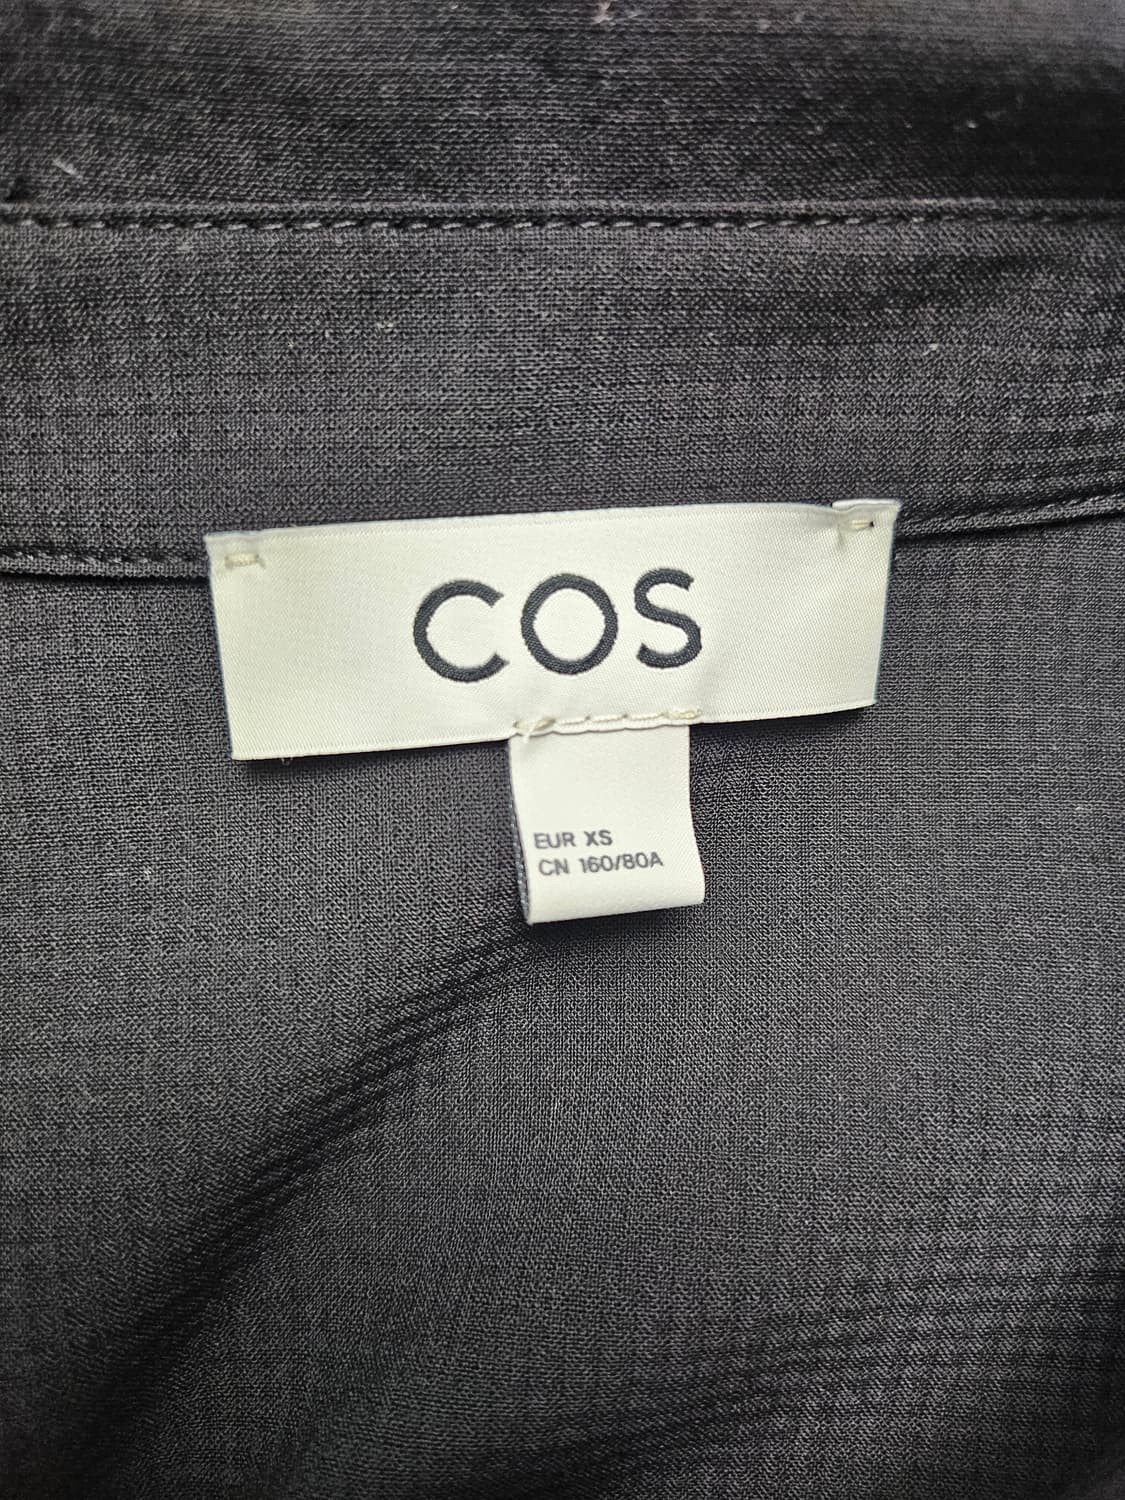 COS
EUR XS
CN 160/80A